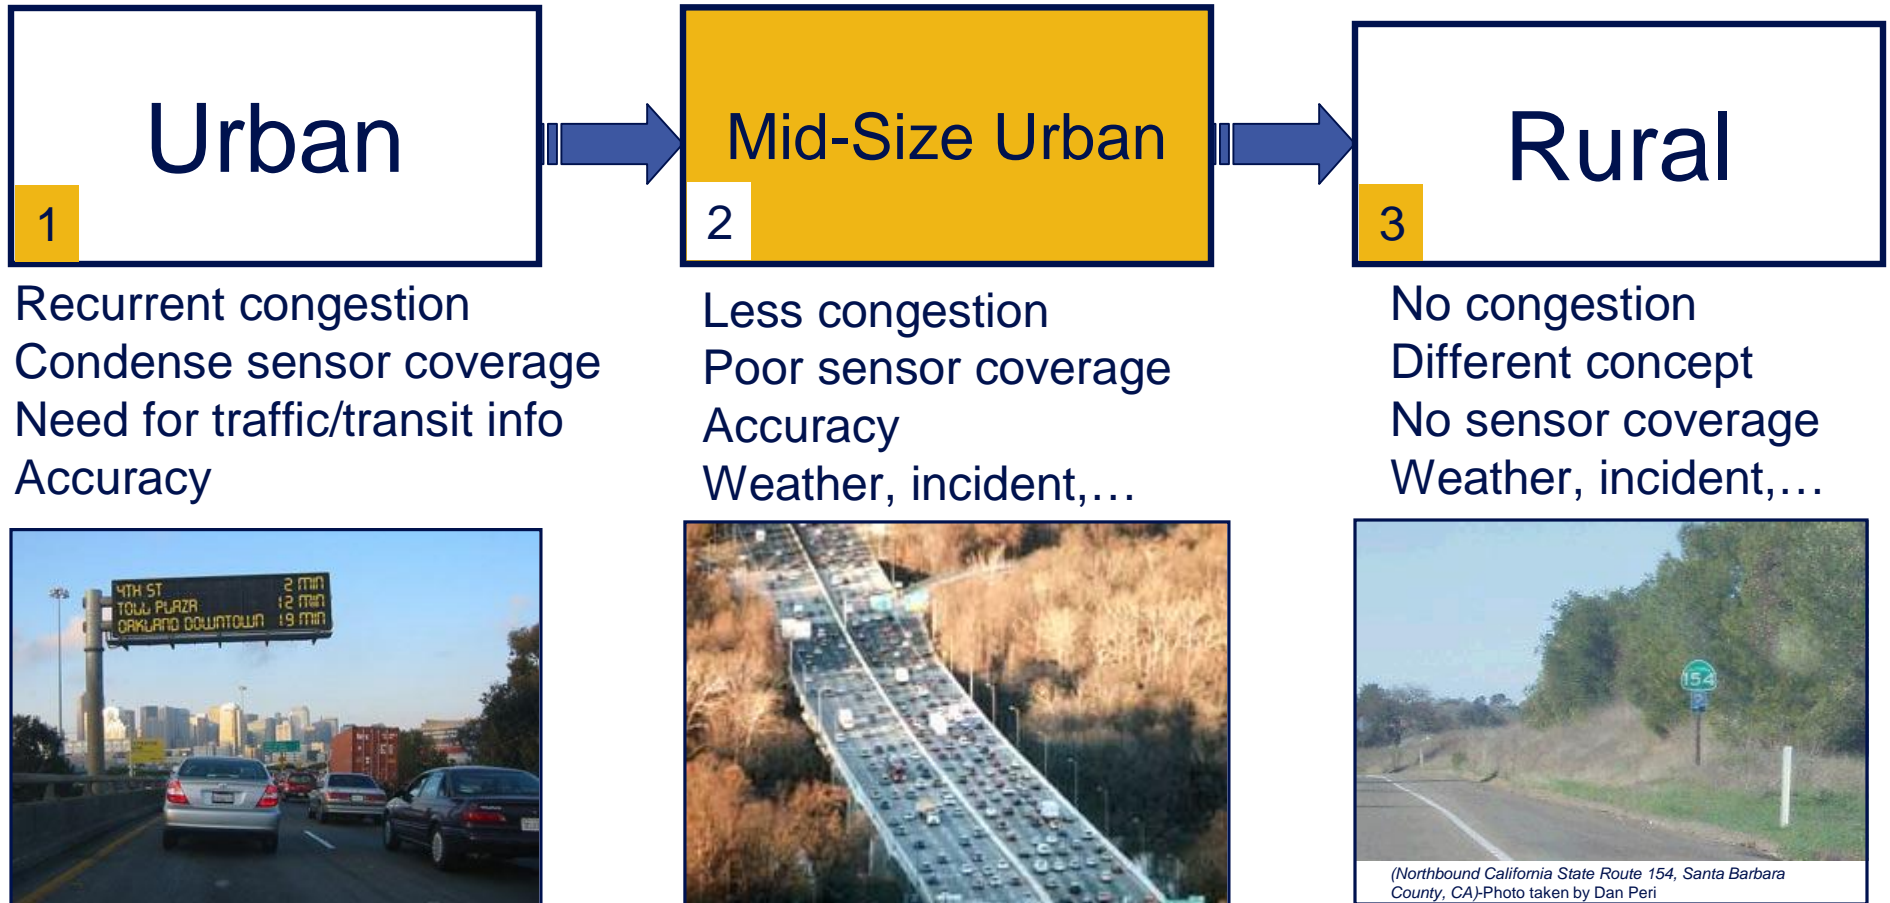 Urban
1
Mid-Size Urban
2
Rural
3
Recurrent congestion
Condense sensor coverage
Need for traffic/transit info
Accuracy
Less congestion
Poor sensor coverage
Accuracy
Weather, incident,…
No congestion
Different concept
No sensor coverage
Weather, incident,…
4TH ST 2 MIN
TOLL PLAZA 12 MIN
OAKLAND DOWNTOWN 19 MIN
154
(Northbound California State Route 154, Santa Barbara
County, CA)-Photo taken by Dan Peri